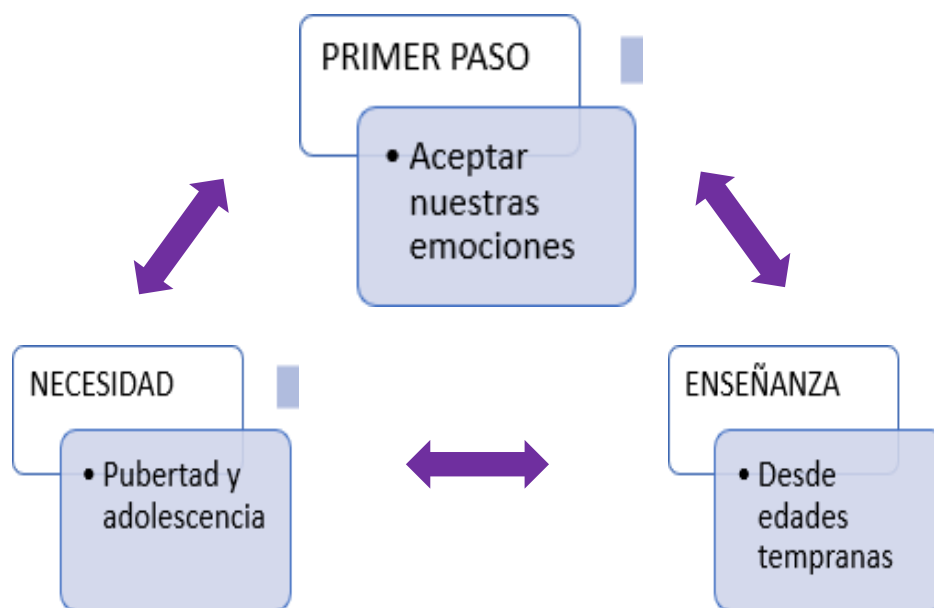 PRIMER PASO
• Aceptar
nuestras
emociones
NECESIDAD
• Pubertad y
adolescencia
ENSEÑANZA
• Desde
edades
tempranas